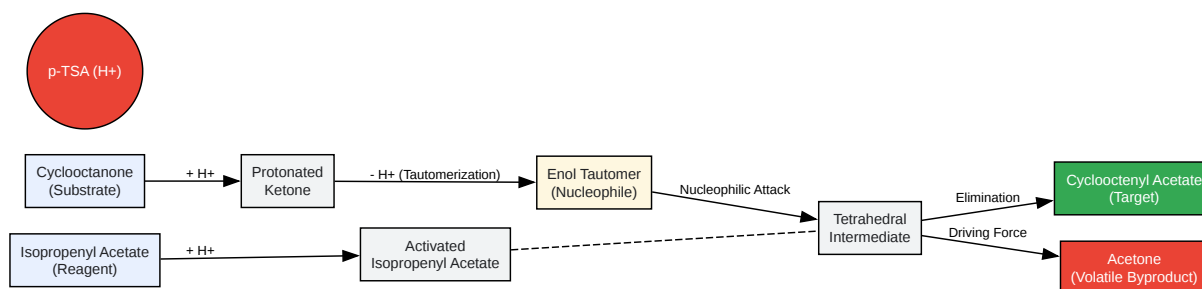 p-TSA (H+)
Cyclooctanone
(Substrate)
+ H+
Protonated
Ketone
- H+ (Tautomerization)
Enol Tautomer
(Nucleophile)
Nucleophilic Attack
Isopropenyl Acetate
(Reagent)
+ H+
Activated
Isopropenyl Acetate
Tetrahedral
Intermediate
Elimination
Cyclooctenyl Acetate
(Target)
Driving Force
Acetone
(Volatile Byproduct)